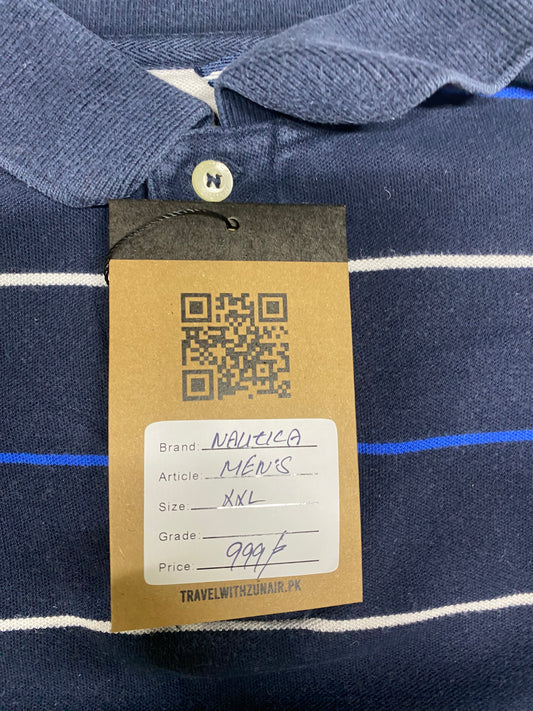 Brand: NAUTICA
Article: MEN'S
Size: XXL
Grade:
Price: 999/-
TRAVELWITHZUNAIR.PK